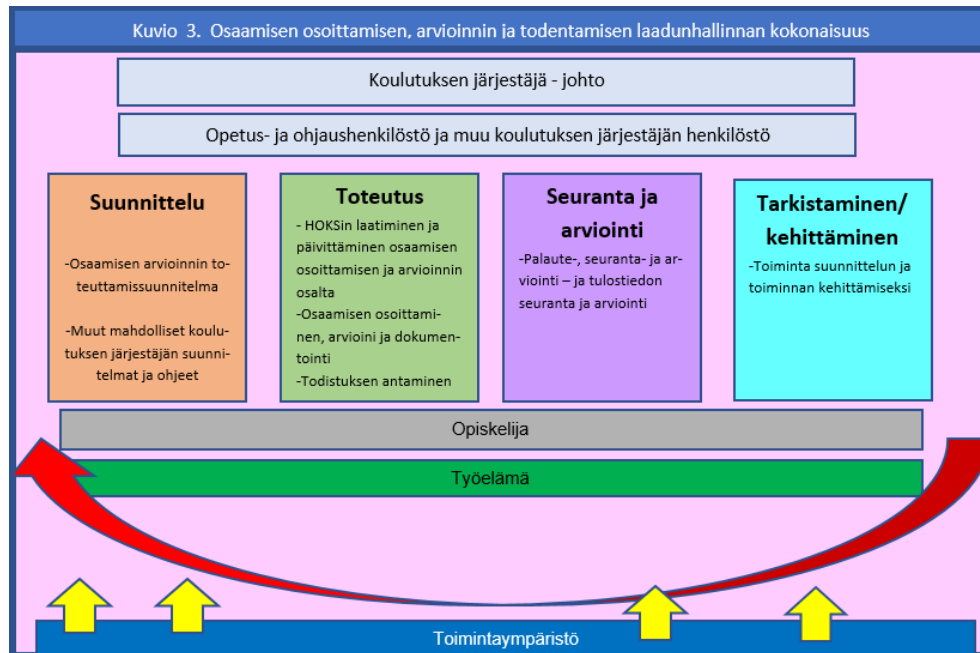 Kuvio 3. Osaamisen osoittamisen, arvioinnin ja todentamisen laadunhallinnan kokonaisuus
Koulutuksen järjestäjä - johto
Opetus- ja ohjaushenkilöstö ja muu koulutuksen järjestäjän henkilöstö
Suunnittelu
-Osaamisen arvioinnin to-
teuttamissuunnitelma
-Muut mahdolliset koulu-
tuksen järjestäjän suunni-
telmat ja ohjeet
Toteutus
- HOKSin laatiminen ja
päivittäminen osaamisen
osoittamisen ja arvioinnin
osalta
-Osaamisen osoittami-
nen, arvioini ja dokumen-
tointi
-Todistuksen antaminen
Seuranta ja
arviointi
-Palaute-, seuranta- ja ar-
viointi – ja tulostiedon
seuranta ja arviointi
Tarkistaminen/
kehittäminen
-Toiminta suunnittelun ja
toiminnan kehittämiseksi
Opiskelija
Työelämä
Toimintaympäristö